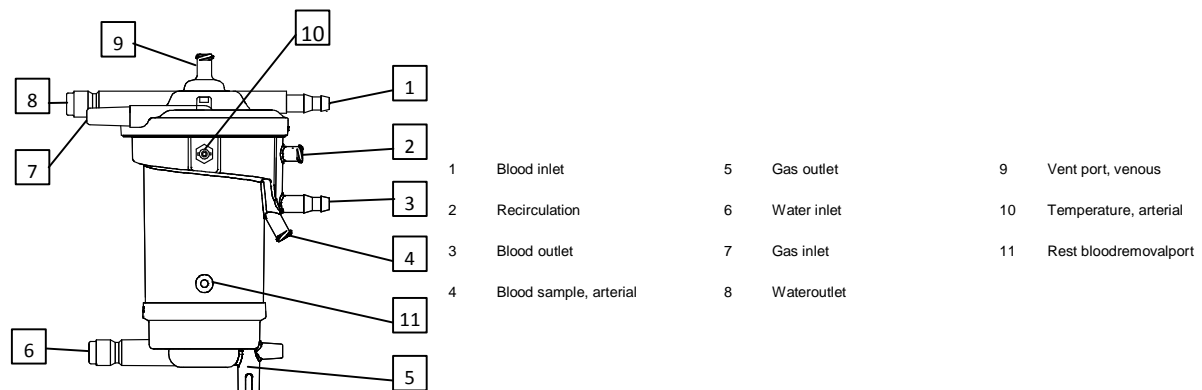 9
10
8
1
2
7
3
4
11
6
5
1 Blood inlet 5 Gas outlet 9 Vent port, venous
2 Recirculation 6 Water inlet 10 Temperature, arterial
3 Blood outlet 7 Gas inlet 11 Rest bloodremovalport
4 Blood sample, arterial 8 Wateroutlet